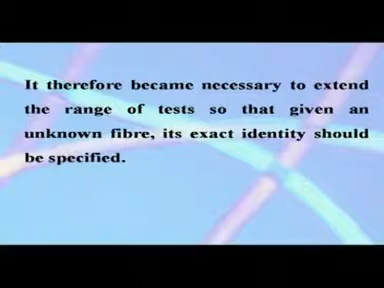 It therefore became necessary to extend
the range of tests so that given an
unknown fibre, its exact identity should
be specified.